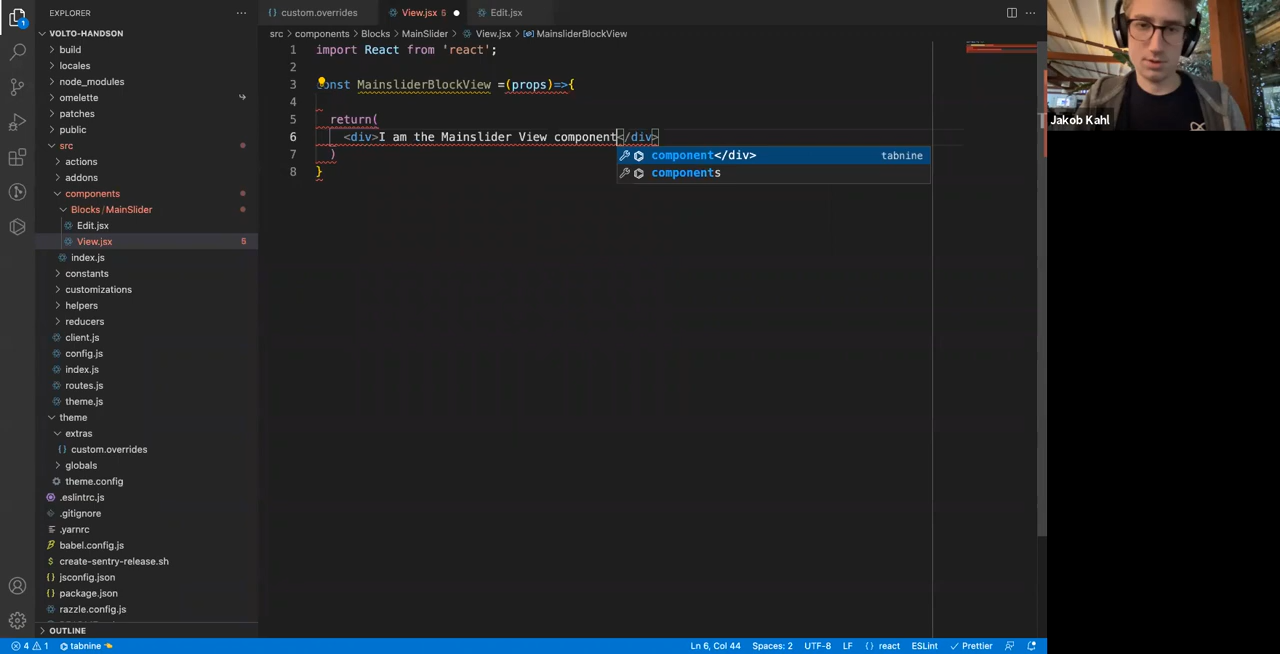 EXPLORER
custom.overrides
View.jsx 5
Edit.jsx
VOLTO-HANDSON
src > components > Blocks > MainSlider > View.jsx > MainsliderBlockView
build
locales
node_modules
omelette
patches
public
src
actions
addons
components
Blocks / MainSlider
Edit.jsx
View.jsx 5
index.js
constants
customizations
helpers
reducers
client.js
config.js
index.js
routes.js
theme.js
theme
extras
custom.overrides
globals
theme.config
.eslintrc.js
.gitignore
.yarnrc
babel.config.js
create-sentry-release.sh
jsconfig.json
package.json
razzle.config.js
OUTLINE
1 import React from 'react';
2
3 const MainsliderBlockView =(props)=>{
4
5 return(
6 <div>I am the Mainslider View component</div>
7 )
8 }
component</div> tabnine
components
Jakob Kahl
4 1 tabnine Ln 6, Col 44 Spaces: 2 UTF-8 LF { } react ESLint Prettier